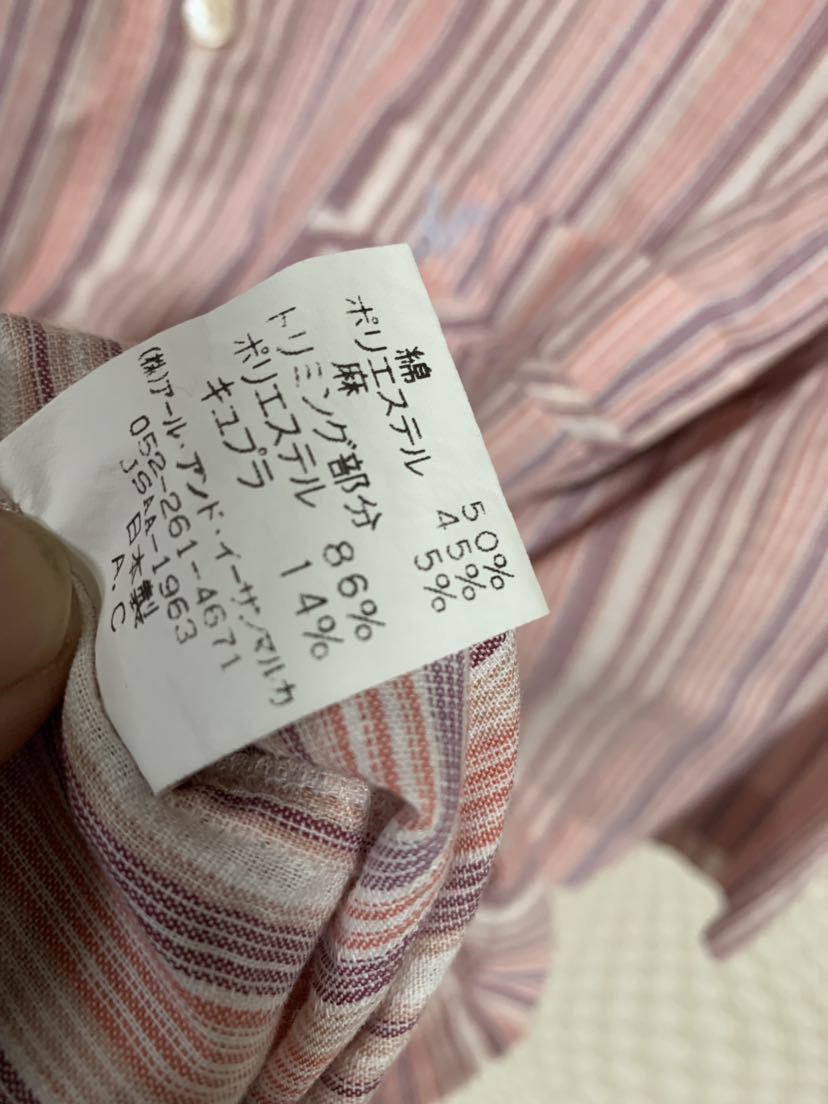 綿 50%
ポリエステル 45%
麻 5%
トリミング部分
ポリエステル 86%
キュプラ 14%
(株)アール・アンド・イーサンマルカ
052-261-4671
JSAA-1963
日本製
A.C